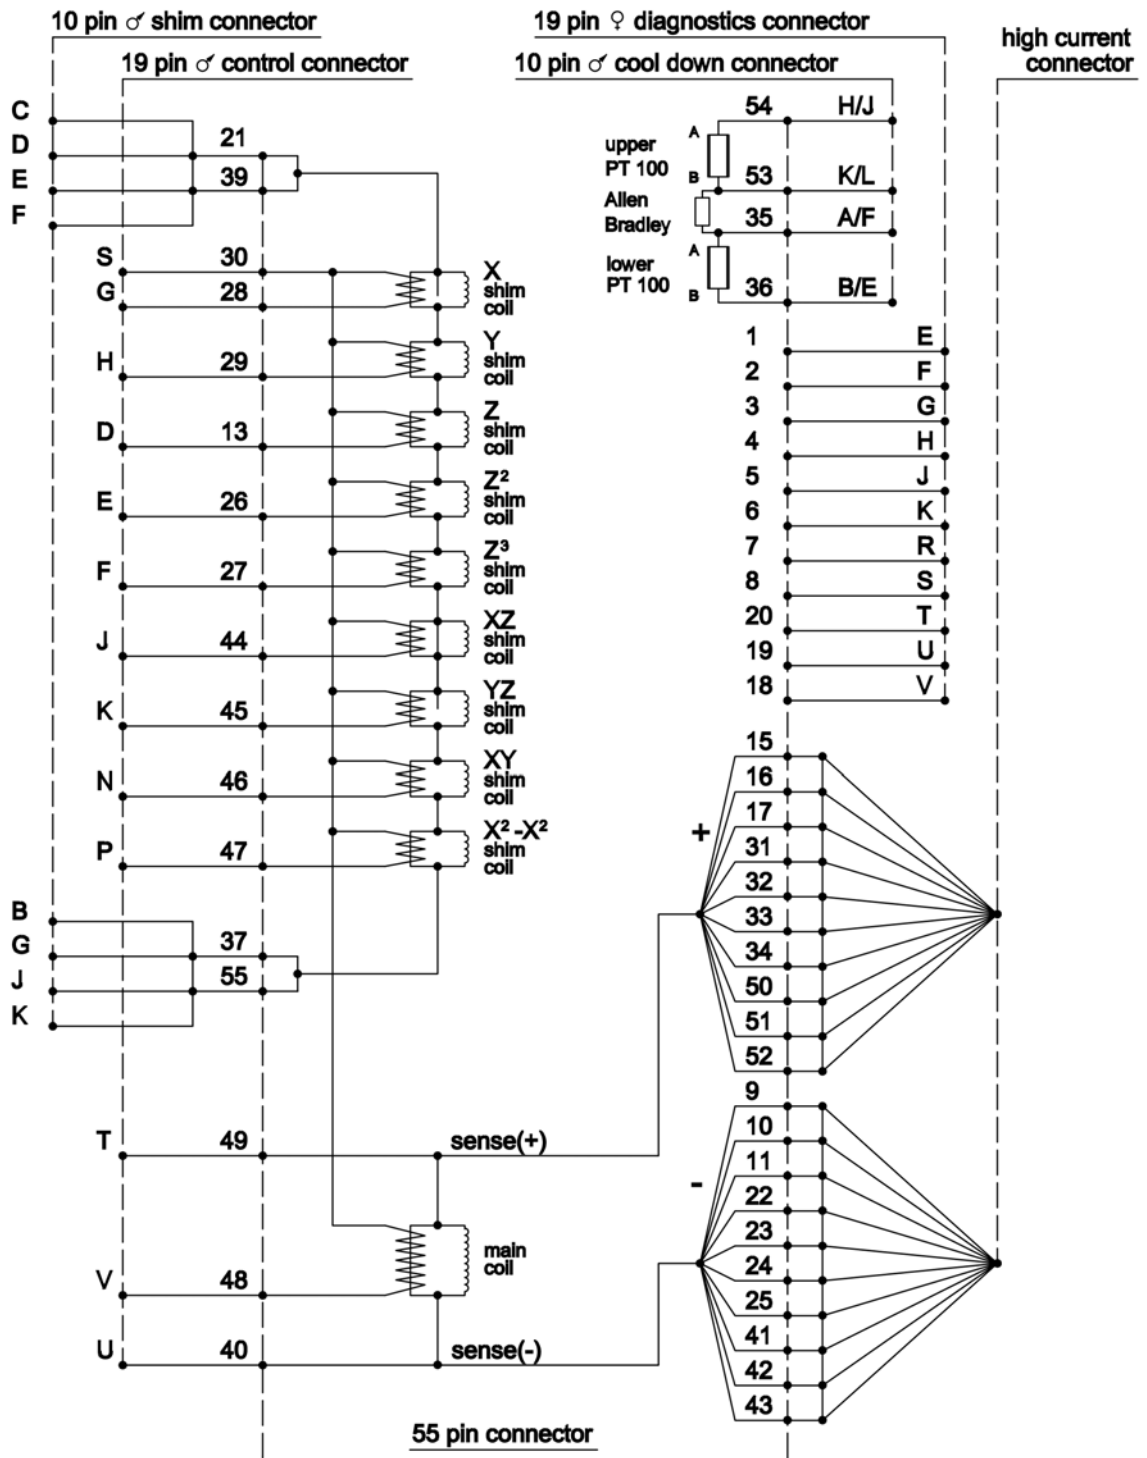 10 pin ♂ shim connector
19 pin ♂ control connector
19 pin ♀ diagnostics connector
10 pin ♂ cool down connector
high current
connector
C
D
E
F
21
39
S
30
G
28
X
shim
coil
H
29
Y
shim
coil
D
13
Z
shim
coil
E
26
Z²
shim
coil
F
27
Z³
shim
coil
J
44
XZ
shim
coil
K
45
YZ
shim
coil
N
46
XY
shim
coil
P
47
X² -X²
shim
coil
B
G
J
K
37
55
T
49
sense(+)
V
48
main
coil
U
40
sense(-)
upper
PT 100
A
B
Allen
Bradley
lower
PT 100
A
B
54 H/J
53 K/L
35 A/F
36 B/E
1 E
2 F
3 G
4 H
5 J
6 K
7 R
8 S
20 T
19 U
18 V
+
15
16
17
31
32
33
34
50
51
52
-
9
10
11
22
23
24
25
41
42
43
55 pin connector